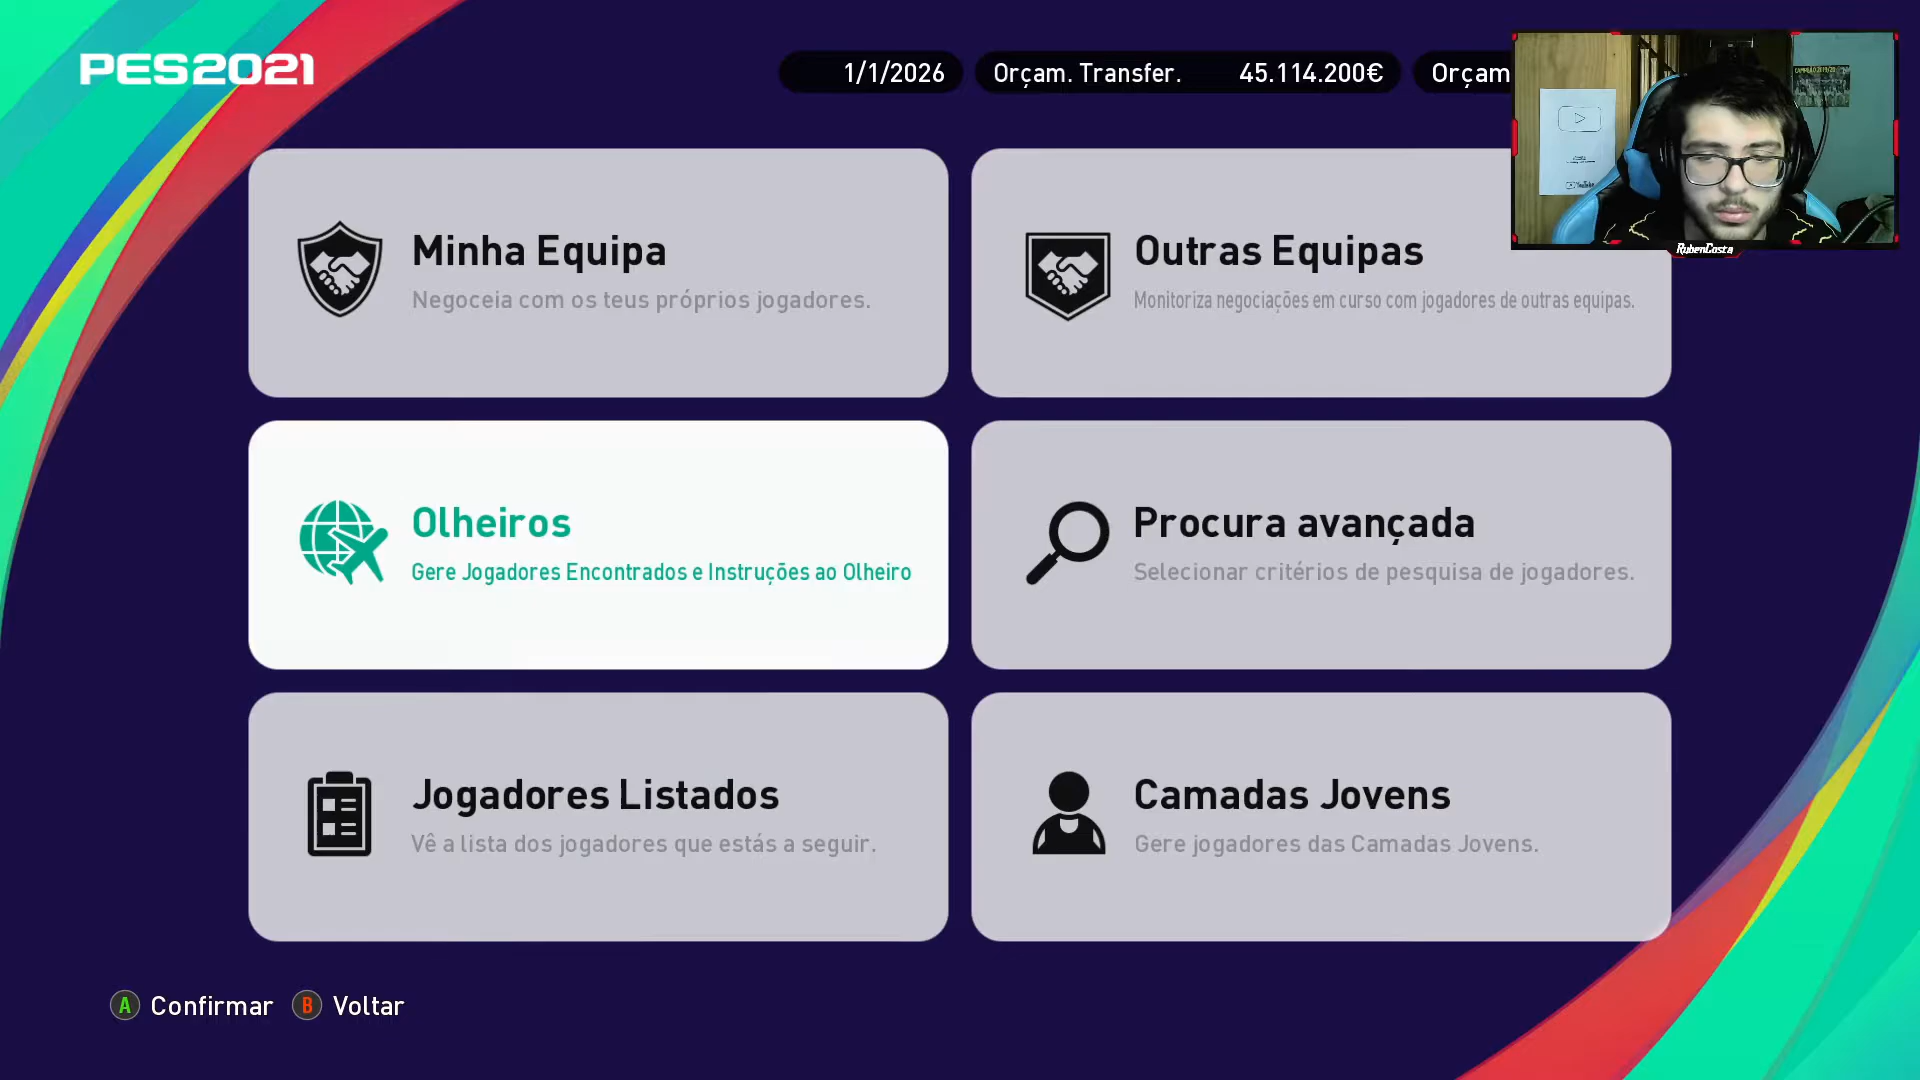 PES2021
1/1/2026
Orçam. Transfer. 45.114.200€
Orçam
Minha Equipa
Negoceia com os teus próprios jogadores.
Outras Equipas
Monitoriza negociações em curso com jogadores de outras equipas.
RubenCosta
Olheiros
Gere Jogadores Encontrados e Instruções ao Olheiro
Procura avançada
Selecionar critérios de pesquisa de jogadores.
Jogadores Listados
Vê a lista dos jogadores que estás a seguir.
Camadas Jovens
Gere jogadores das Camadas Jovens.
A Confirmar B Voltar